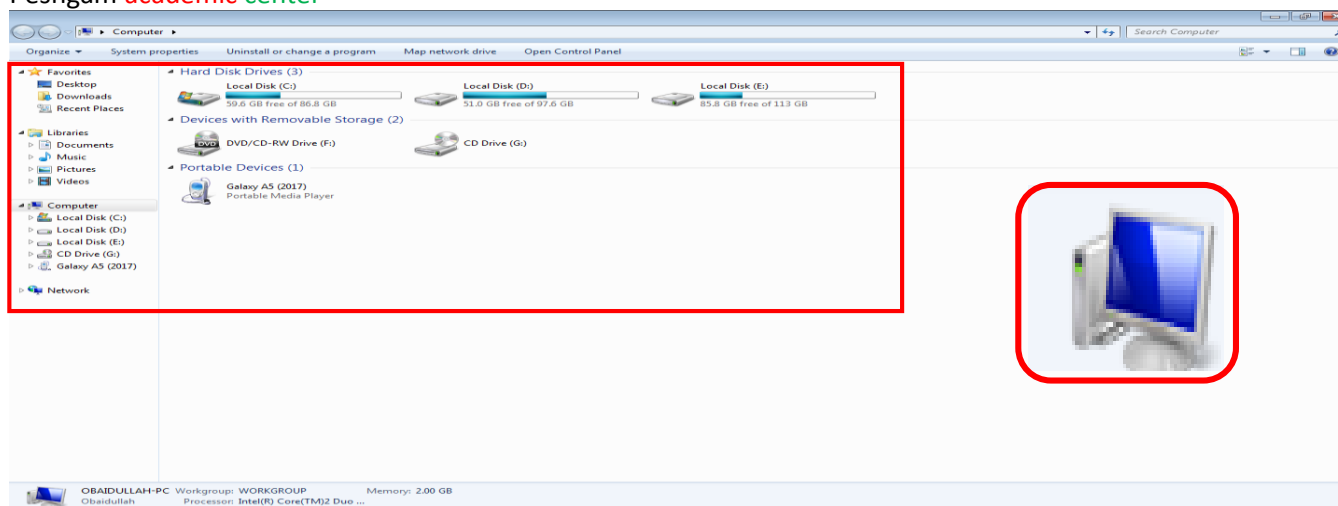 Peshgam academic center
Computer
Search Computer
Organize System properties Uninstall or change a program Map network drive Open Control Panel
Favorites
Desktop
Downloads
Recent Places
Libraries
Documents
Music
Pictures
Videos
Computer
Local Disk (C:)
Local Disk (D:)
Local Disk (E:)
CD Drive (G:)
Galaxy A5 (2017)
Network
Hard Disk Drives (3)
Local Disk (C:)
59.6 GB free of 86.8 GB
Local Disk (D:)
51.0 GB free of 97.6 GB
Local Disk (E:)
85.8 GB free of 113 GB
Devices with Removable Storage (2)
DVD/CD-RW Drive (F:)
CD Drive (G:)
Portable Devices (1)
Galaxy A5 (2017)
Portable Media Player
OBAIDULLAH-PC Workgroup: WORKGROUP Memory: 2.00 GB
Obaidullah Processor: Intel(R) Core(TM)2 Duo ...